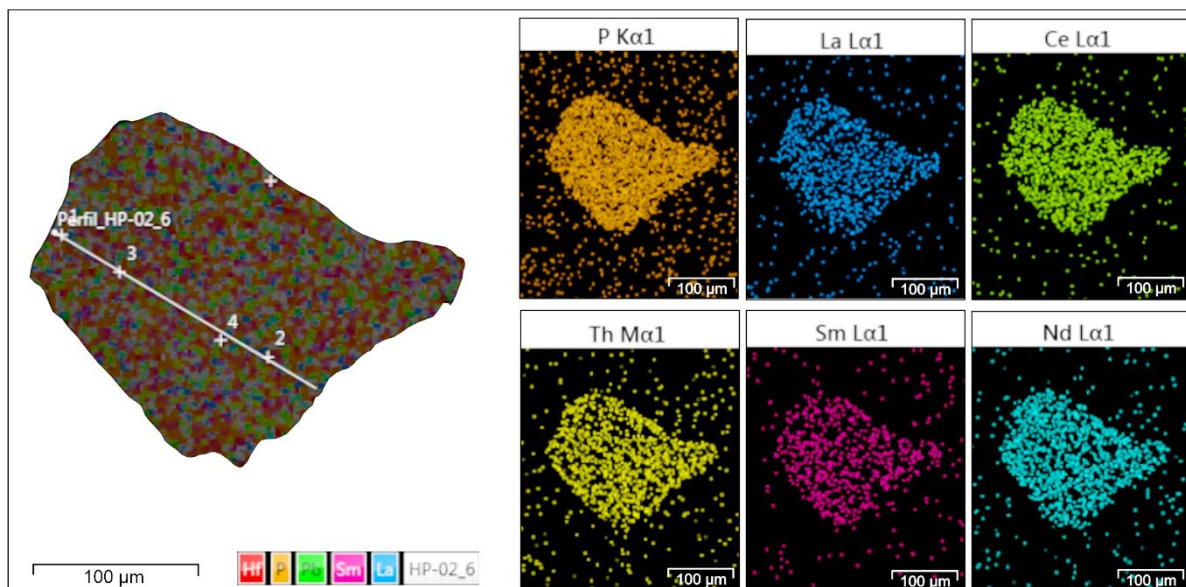 P Kα1
La Lα1
Ce Lα1
100 µm
100 µm
100 µm
1
Perfil_HP-02_6
3
4
2
Th Mα1
Sm Lα1
Nd Lα1
100 µm
100 µm
100 µm
100 µm
Hf P Pb Sm La HP-02_6